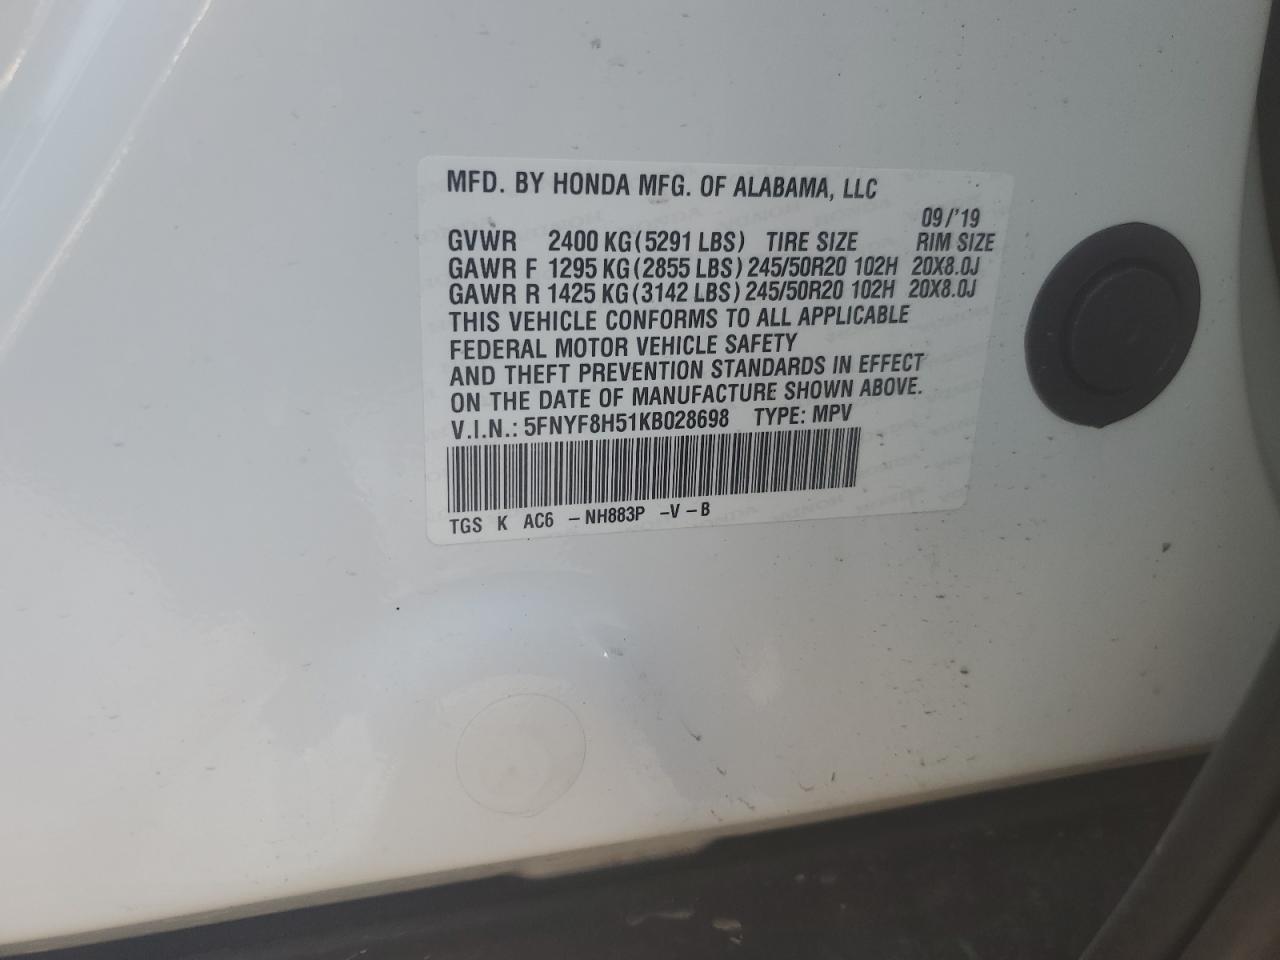 MFD. BY HONDA MFG. OF ALABAMA, LLC
09/'19
GVWR 2400 KG(5291 LBS) TIRE SIZE RIM SIZE
GAWR F 1295 KG(2855 LBS) 245/50R20 102H 20X8.0J
GAWR R 1425 KG(3142 LBS) 245/50R20 102H 20X8.0J
THIS VEHICLE CONFORMS TO ALL APPLICABLE
FEDERAL MOTOR VEHICLE SAFETY
AND THEFT PREVENTION STANDARDS IN EFFECT
ON THE DATE OF MANUFACTURE SHOWN ABOVE.
V.I.N.: 5FNYF8H51KB028698 TYPE: MPV
TGS K AC6 -NH883P -V-B